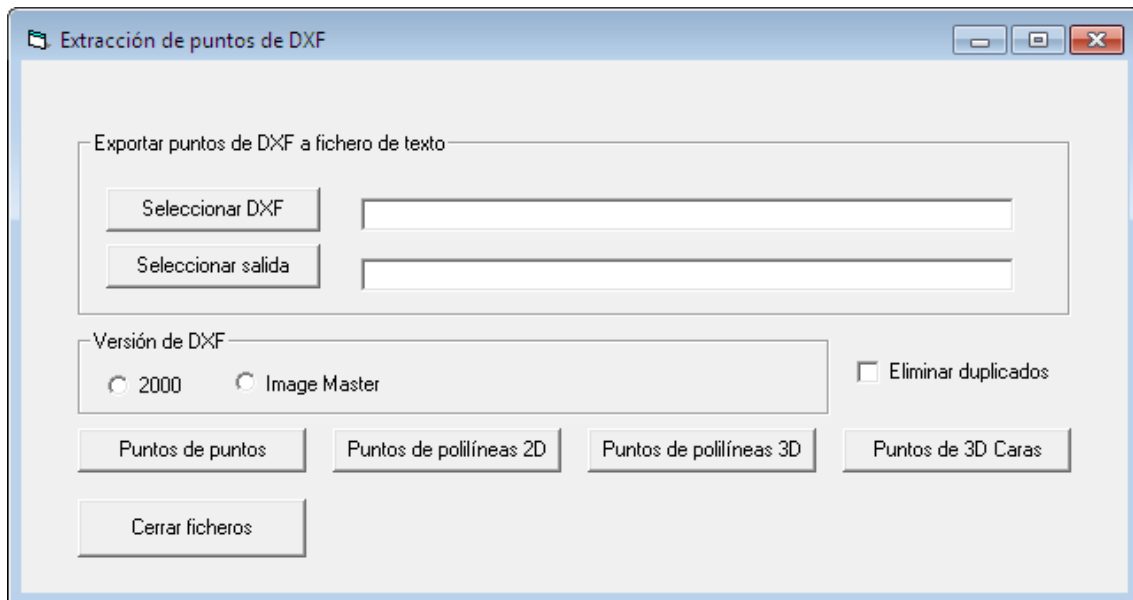 Extracción de puntos de DXF
Exportar puntos de DXF a fichero de texto
Seleccionar DXF
Seleccionar salida
Versión de DXF
2000 Image Master
Eliminar duplicados
Puntos de puntos Puntos de polilíneas 2D Puntos de polilíneas 3D Puntos de 3D Caras
Cerrar ficheros